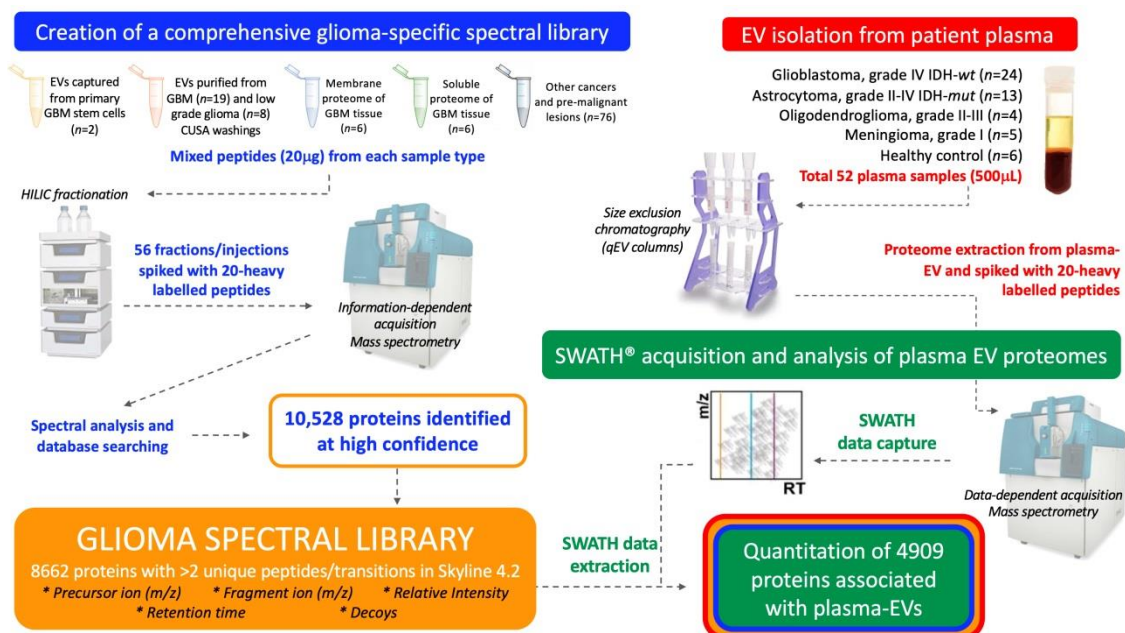 Creation of a comprehensive glioma-specific spectral library
EVs captured
from primary
GBM stem cells
(n=2)
EVs purified from
GBM (n=19) and low
grade glioma (n=8)
CUSA washings
Membrane
proteome of
GBM tissue
(n=6)
Soluble
proteome of
GBM tissue
(n=6)
Other cancers
and pre-malignant
lesions (n=76)
Mixed peptides (20μg) from each sample type
HILIC fractionation
56 fractions/injections
spiked with 20-heavy
labelled peptides
Information-dependent
acquisition
Mass spectrometry
Spectral analysis and
database searching
10,528 proteins identified
at high confidence
GLIOMA SPECTRAL LIBRARY
8662 proteins with >2 unique peptides/transitions in Skyline 4.2
* Precursor ion (m/z) * Fragment ion (m/z) * Relative Intensity
* Retention time * Decoys
EV isolation from patient plasma
Glioblastoma, grade IV IDH-wt (n=24)
Astrocytoma, grade II-IV IDH-mut (n=13)
Oligodendroglioma, grade II-III (n=4)
Meningioma, grade I (n=5)
Healthy control (n=6)
Total 52 plasma samples (500μL)
Size exclusion
chromatography
(qEV columns)
Proteome extraction from plasma-
EV and spiked with 20-heavy
labelled peptides
SWATH® acquisition and analysis of plasma EV proteomes
m/z
RT
SWATH
data capture
Data-dependent acquisition
Mass spectrometry
SWATH data
extraction
Quantitation of 4909
proteins associated
with plasma-EVs